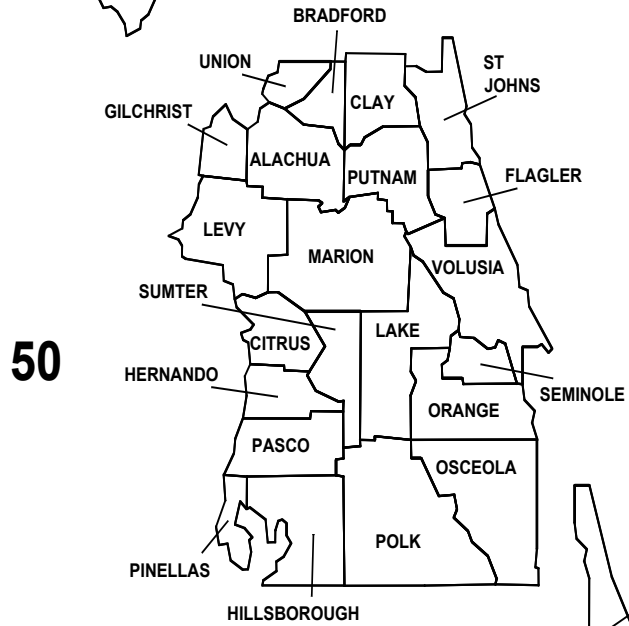 BRADFORD
UNION
ST
JOHNS
CLAY
GILCHRIST
ALACHUA
PUTNAM
FLAGLER
LEVY
MARION
VOLUSIA
SUMTER
LAKE
CITRUS
50
HERNANDO
SEMINOLE
ORANGE
PASCO
OSCEOLA
POLK
PINELLAS
HILLSBOROUGH